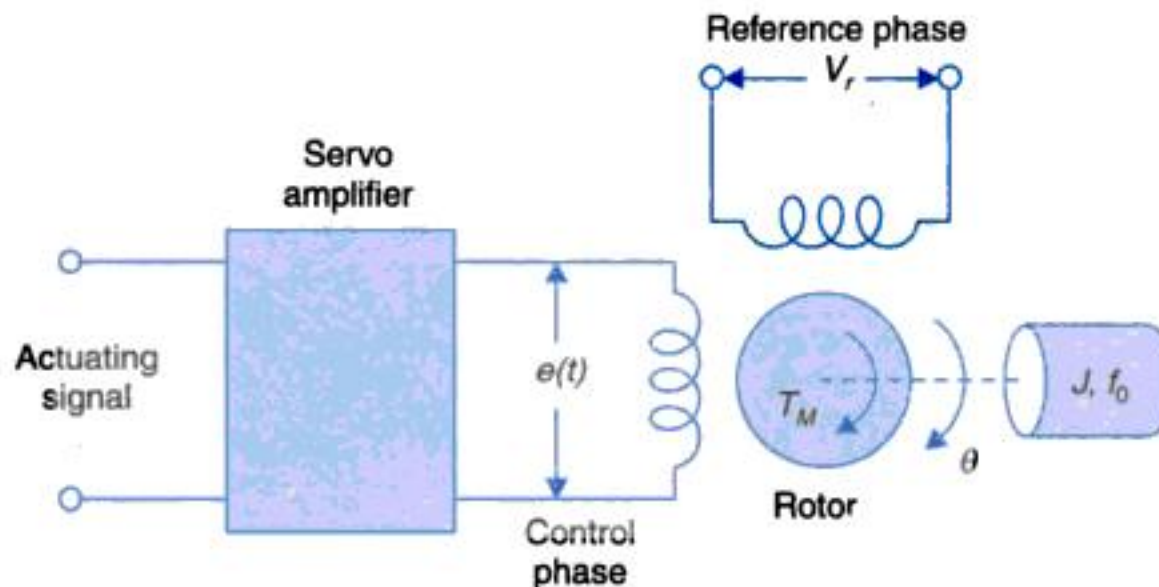 Reference phase
V_r
Servo
amplifier
Actuating
signal
e(t)
Control
phase
T_M
Rotor
θ
J, f_0